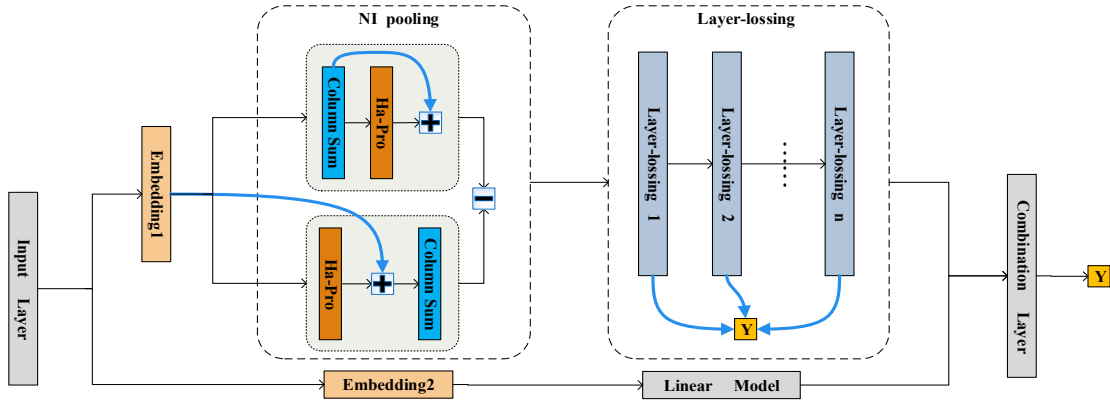 NI pooling
Layer-lossing
Column Sum
Ha-Pro
Embedding1
Input Layer
Ha-Pro
Column Sum
Layer-lossing 1
Layer-lossing 2
......
Layer-lossing n
Combination Layer
Y
Y
Embedding2
Linear Model